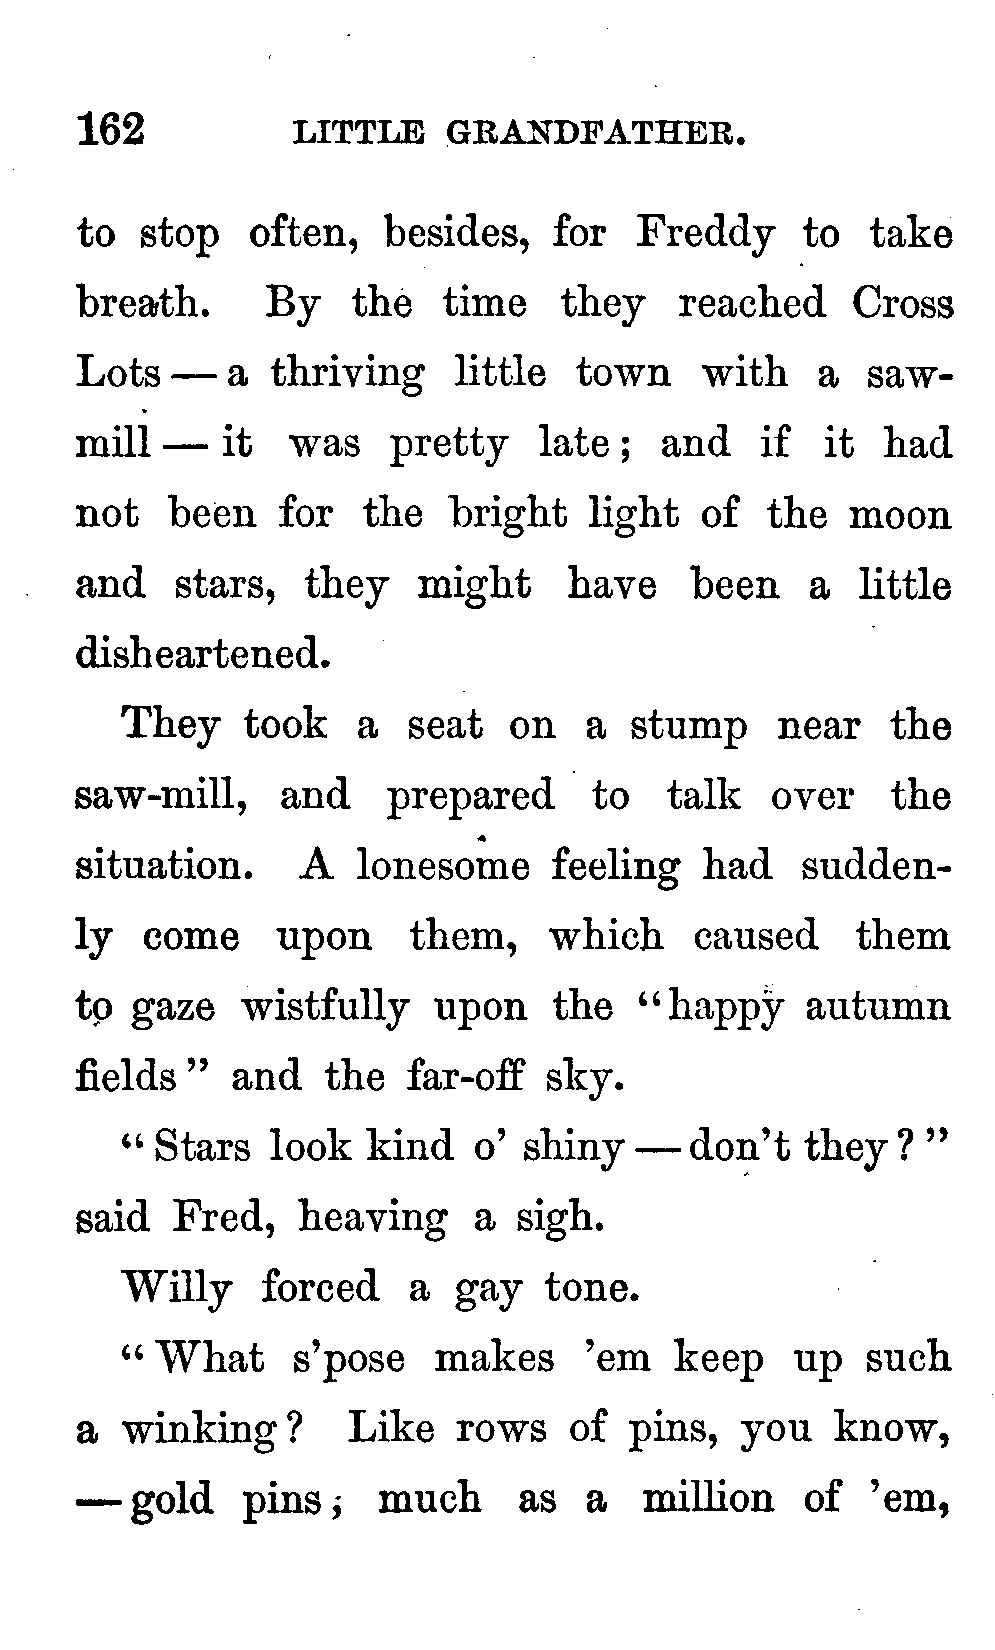 162 LITTLE GRANDFATHER.
to stop often, besides, for Freddy to take
breath. By the time they reached Cross
Lots — a thriving little town with a saw-
mill — it was pretty late; and if it had
not been for the bright light of the moon
and stars, they might have been a little
disheartened.
They took a seat on a stump near the
saw-mill, and prepared to talk over the
situation. A lonesome feeling had sudden-
ly come upon them, which caused them
to gaze wistfully upon the "happy autumn
fields" and the far-off sky.
"Stars look kind o' shiny — don't they?"
said Fred, heaving a sigh.
Willy forced a gay tone.
"What s'pose makes 'em keep up such
a winking? Like rows of pins, you know,
— gold pins; much as a million of 'em,